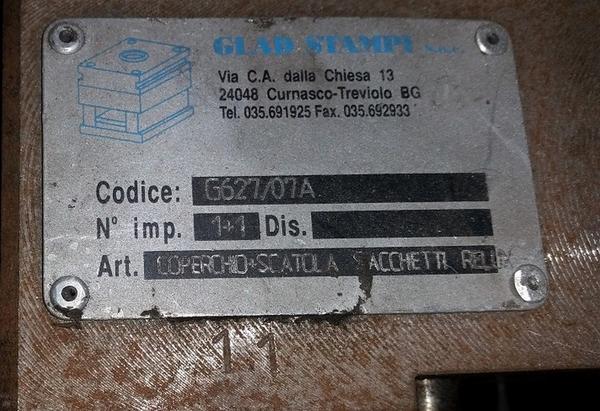 GLAD STAMPI s.n.c.
Via C.A. dalla Chiesa 13
24048 Curnasco-Treviolo BG
Tel. 035.691925 Fax. 035.692933
Codice: G627/07A
N° imp. 1+1 Dis.
Art. COPERCHIO+SCATOLA SACCHETTI
1.1